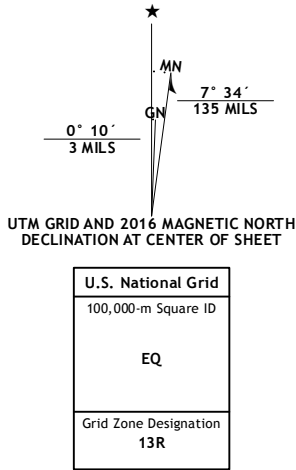 ★
MN
7° 34´
135 MILS
GN
0° 10´
3 MILS
UTM GRID AND 2016 MAGNETIC NORTH
DECLINATION AT CENTER OF SHEET
U.S. National Grid
100,000-m Square ID
EQ
Grid Zone Designation
13R